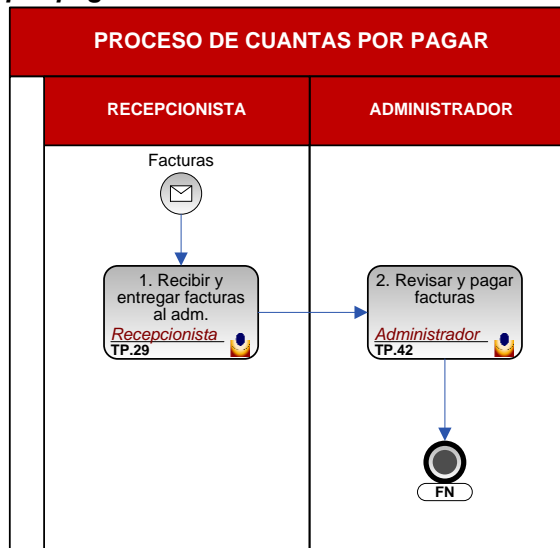 PROCESO DE CUANTAS POR PAGAR
RECEPCIONISTA
ADMINISTRADOR
Facturas
1. Recibir y
entregar facturas
al adm.
Recepcionista
TP.29
2. Revisar y pagar
facturas
Administrador
TP.42
FN